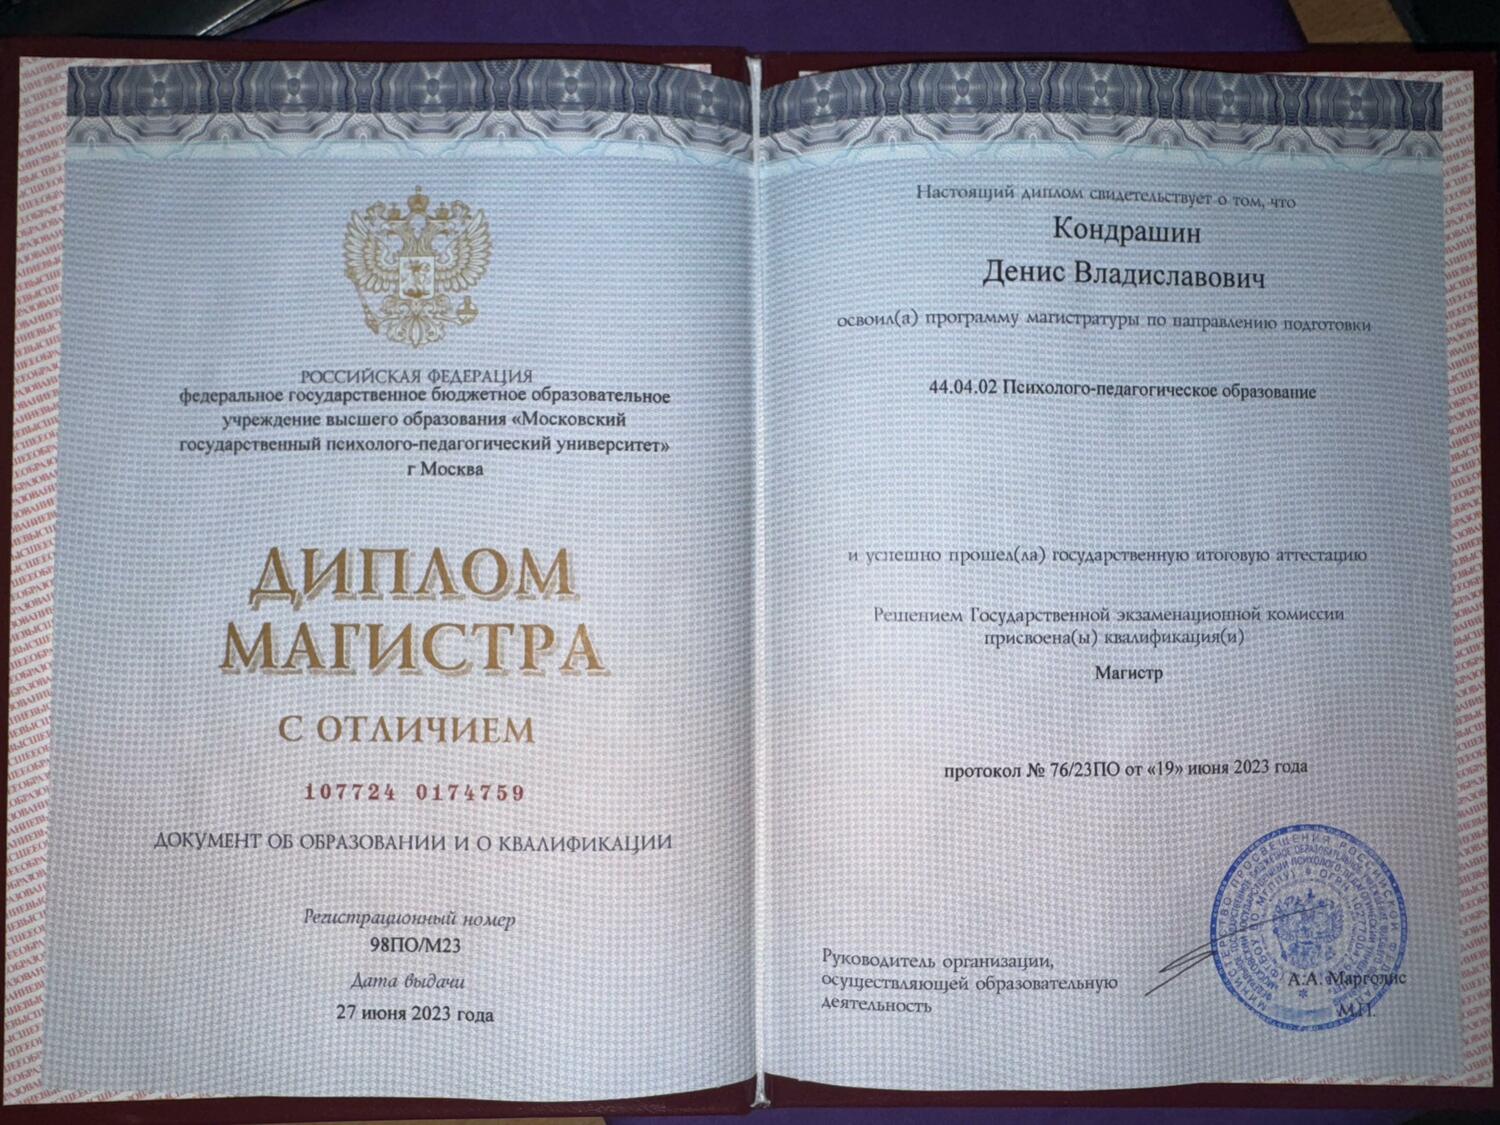 РОССИЙСКАЯ ФЕДЕРАЦИЯ
федеральное государственное бюджетное образовательное
учреждение высшего образования «Московский
государственный психолого-педагогический университет»
г Москва
ДИПЛОМ
МАГИСТРА
С ОТЛИЧИЕМ
107724 0174759
ДОКУМЕНТ ОБ ОБРАЗОВАНИИ И О КВАЛИФИКАЦИИ
Регистрационный номер
98ПО/М23
Дата выдачи
27 июня 2023 года
Настоящий диплом свидетельствует о том, что
Кондрашин
Денис Владиславович
освоил(а) программу магистратуры по направлению подготовки
44.04.02 Психолого-педагогическое образование
и успешно прошел(ла) государственную итоговую аттестацию
Решением Государственной экзаменационной комиссии
присвоена(ы) квалификация(и)
Магистр
протокол № 76/23ПО от «19» июня 2023 года
Руководитель организации,
осуществляющей образовательную
деятельность
А.А. Марголис
М.П.